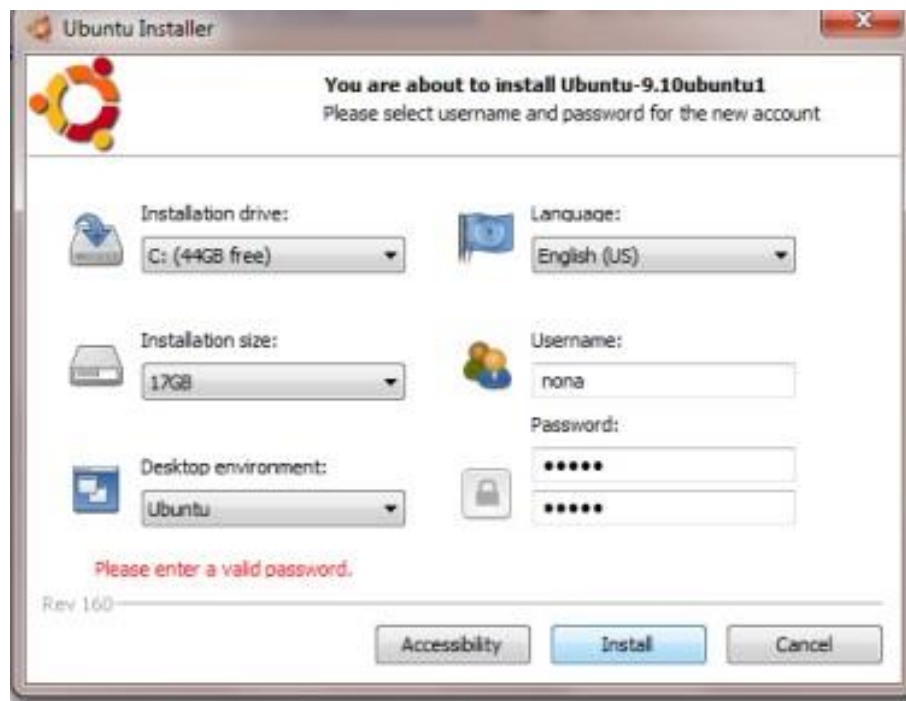 Ubuntu Installer
You are about to install Ubuntu-9.10ubuntu1
Please select username and password for the new account
Installation drive:
C: (44GB free)
Language:
English (US)
Installation size:
17GB
Username:
nona
Password:
•••••
Desktop environment:
Ubuntu
•••••
Please enter a valid password.
Rev 160
Accessibility
Install
Cancel